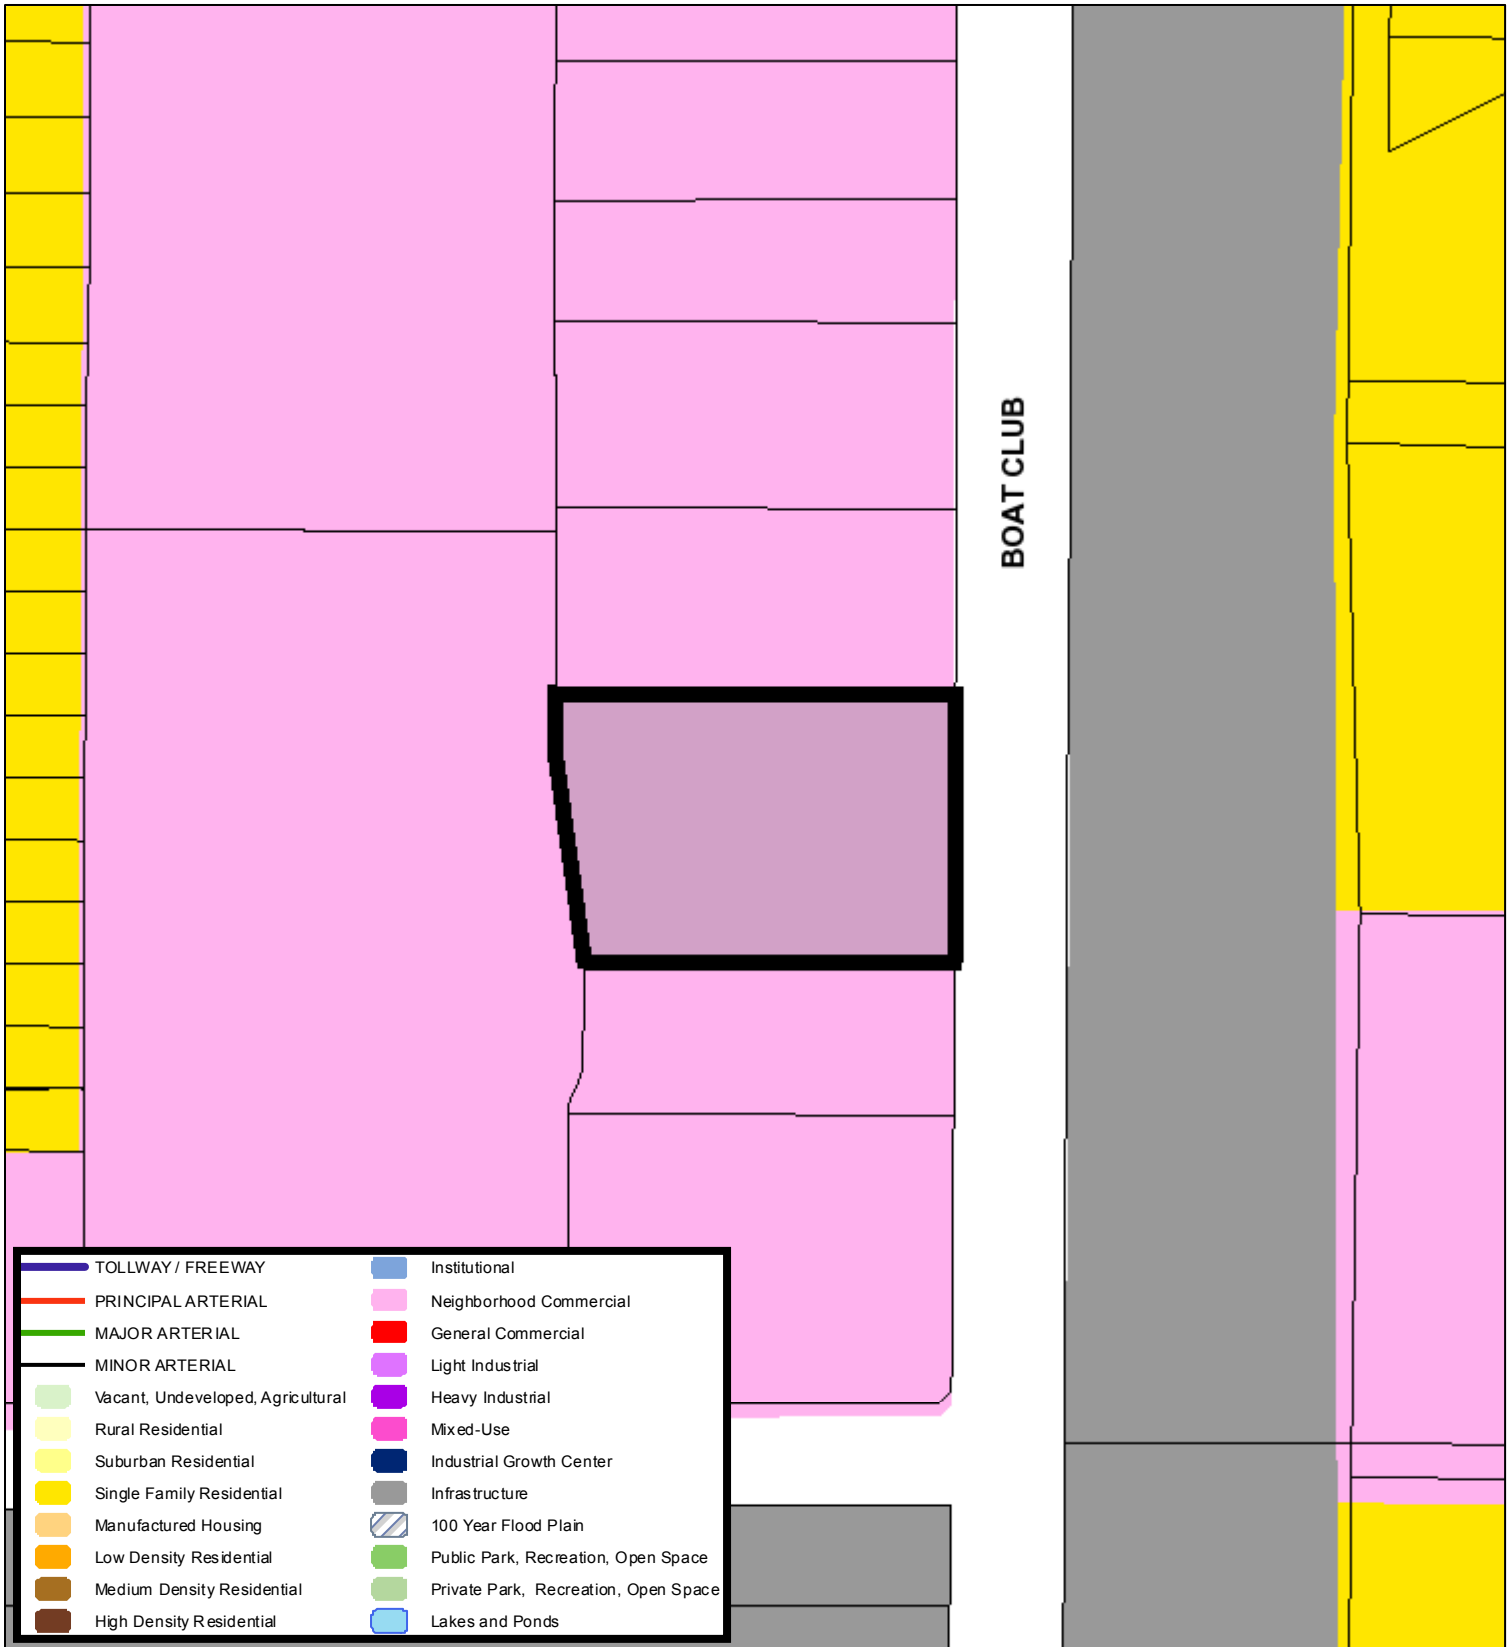 BOAT CLUB
TOLLWAY / FREEWAY
PRINCIPAL ARTERIAL
MAJOR ARTERIAL
MINOR ARTERIAL
Vacant, Undeveloped, Agricultural
Rural Residential
Suburban Residential
Single Family Residential
Manufactured Housing
Low Density Residential
Medium Density Residential
High Density Residential
Institutional
Neighborhood Commercial
General Commercial
Light Industrial
Heavy Industrial
Mixed-Use
Industrial Growth Center
Infrastructure
100 Year Flood Plain
Public Park, Recreation, Open Space
Private Park, Recreation, Open Space
Lakes and Ponds